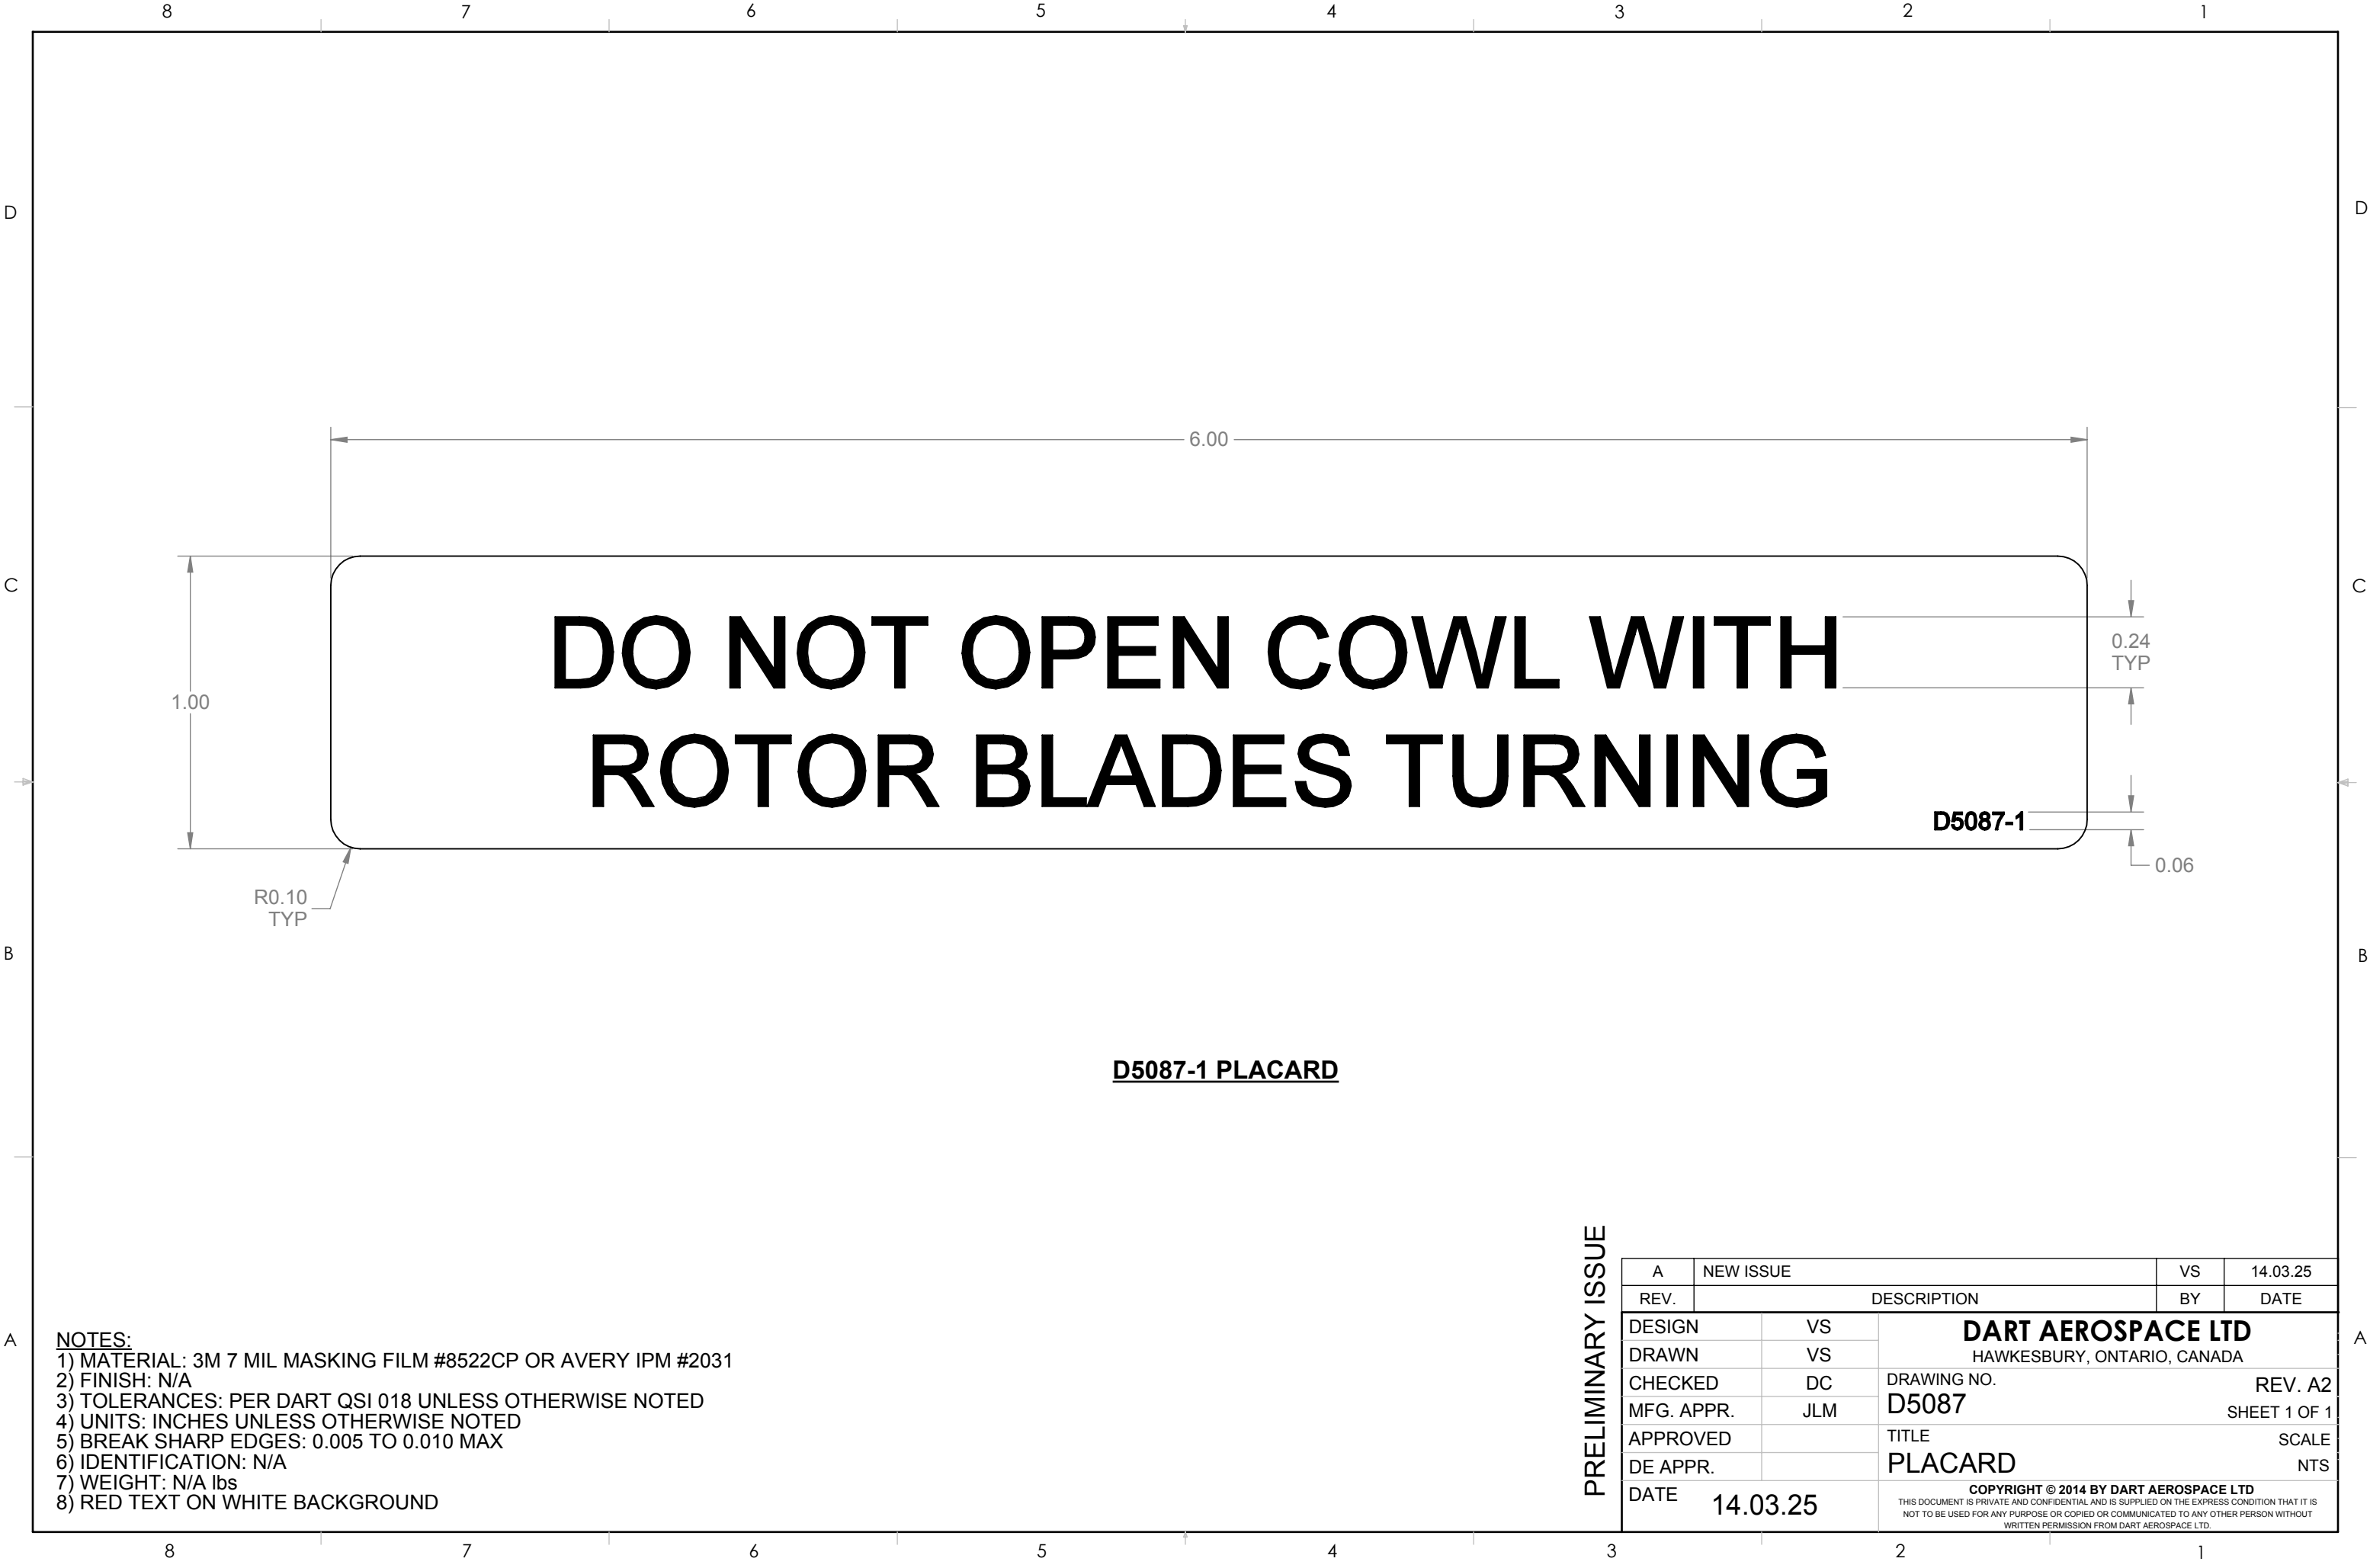 8 7 6 5 4 3 2 1
D D
6.00
C C
DO NOT OPEN COWL WITH
0.24
TYP
1.00
ROTOR BLADES TURNING
D5087-1
0.06
R0.10
TYP
B B
D5087-1 PLACARD
PRELIMINARY ISSUE
A NEW ISSUE VS 14.03.25
REV. DESCRIPTION BY DATE
A A
NOTES:
1) MATERIAL: 3M 7 MIL MASKING FILM #8522CP OR AVERY IPM #2031
2) FINISH: N/A
3) TOLERANCES: PER DART QSI 018 UNLESS OTHERWISE NOTED
4) UNITS: INCHES UNLESS OTHERWISE NOTED
5) BREAK SHARP EDGES: 0.005 TO 0.010 MAX
6) IDENTIFICATION: N/A
7) WEIGHT: N/A lbs
8) RED TEXT ON WHITE BACKGROUND
DESIGN VS
DRAWN VS
CHECKED DC
MFG. APPR. JLM
APPROVED
DE APPR.
DATE 14.03.25
DART AEROSPACE LTD
HAWKESBURY, ONTARIO, CANADA
DRAWING NO. REV. A2
D5087 SHEET 1 OF 1
TITLE SCALE
PLACARD NTS
COPYRIGHT © 2014 BY DART AEROSPACE LTD
THIS DOCUMENT IS PRIVATE AND CONFIDENTIAL AND IS SUPPLIED ON THE EXPRESS CONDITION THAT IT IS
NOT TO BE USED FOR ANY PURPOSE OR COPIED OR COMMUNICATED TO ANY OTHER PERSON WITHOUT
WRITTEN PERMISSION FROM DART AEROSPACE LTD.
8 7 6 5 4 3 2 1